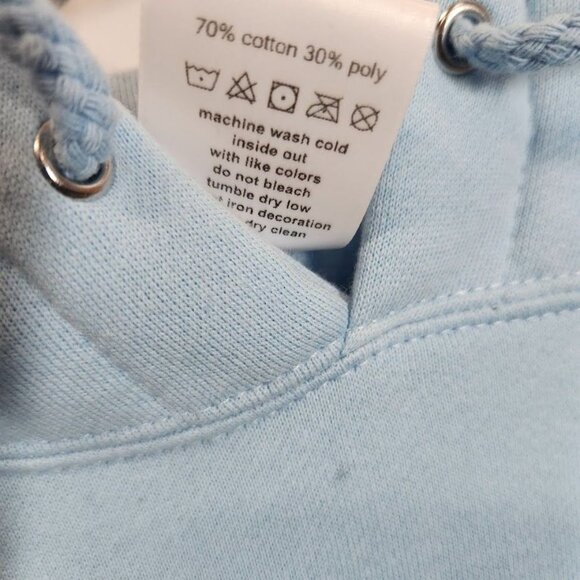 70% cotton 30% poly
machine wash cold
inside out
with like colors
do not bleach
tumble dry low
iron decoration
dry clean